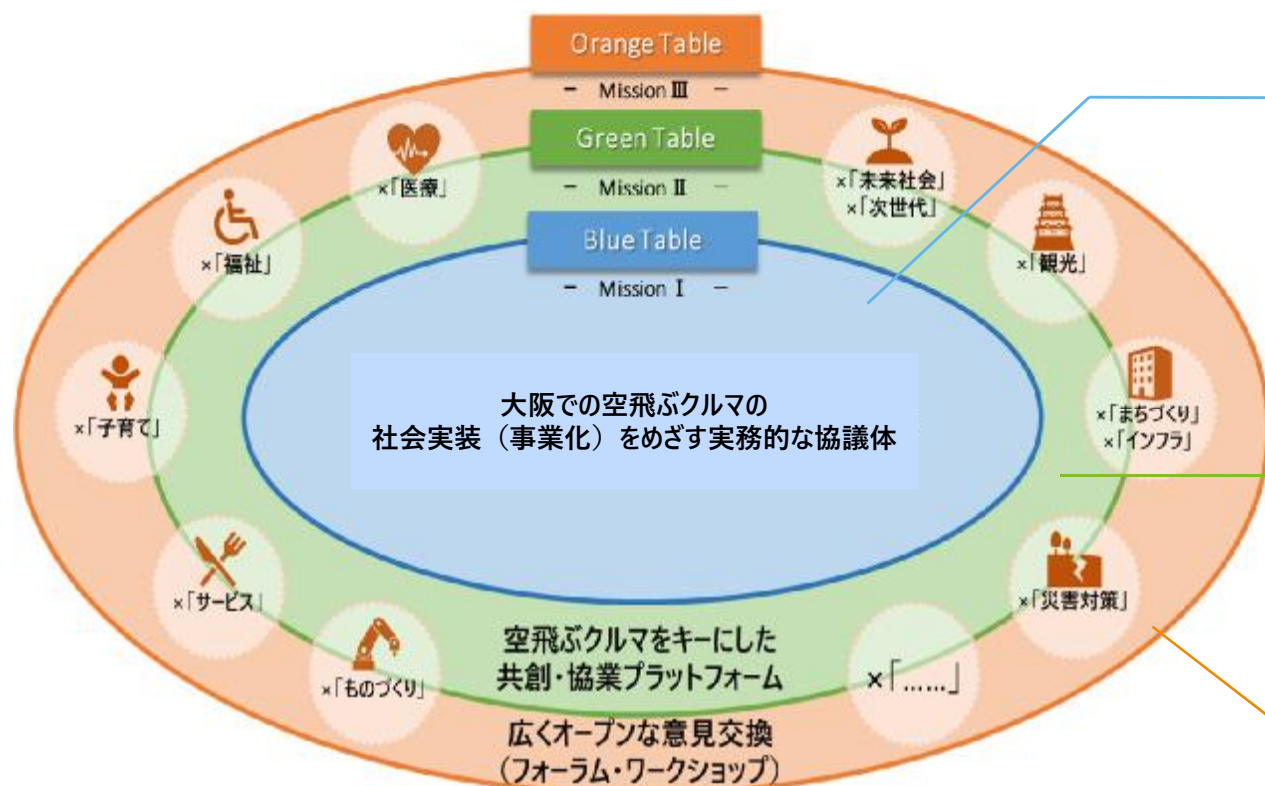 Orange Table
- Mission Ⅲ -
Green Table
- Mission Ⅱ -
Blue Table
- Mission Ⅰ -
×「医療」
×「未来社会」
×「次世代」
×「福祉」
×「観光」
×「子育て」
×「まちづくり」
×「インフラ」
大阪での空飛ぶクルマの
社会実装（事業化）をめざす実務的な協議体
×「サービス」
×「災害対策」
×「ものづくり」
×「……」
空飛ぶクルマをキーにした
共創・協業プラットフォーム
広くオープンな意見交換
（フォーラム・ワークショップ）